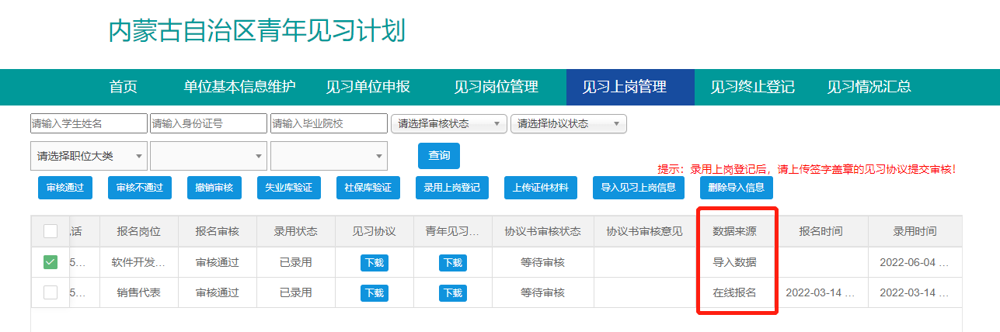 内蒙古自治区青年见习计划
首页 单位基本信息维护 见习单位申报 见习岗位管理 见习上岗管理 见习终止登记 见习情况汇总
请输入学生姓名 请输入身份证号 请输入毕业院校 请选择审核状态 请选择协议状态
请选择职位大类 查询
提示：录用上岗登记后，请上传签字盖章的见习协议提交审核！
审核通过 审核不通过 撤销审核 失业库验证 社保库验证 录用上岗登记 上传证件材料 导入见习上岗信息 删除导入信息
话 报名岗位 报名审核 录用状态 见习协议 青年见习... 协议书审核状态 协议书审核意见 数据来源 报名时间 录用时间
5... 软件开发... 审核通过 已录用 下载 下载 等待审核 导入数据 2022-06-04 ...
5... 销售代表 审核通过 已录用 下载 下载 等待审核 在线报名 2022-03-14 ... 2022-03-14 ...